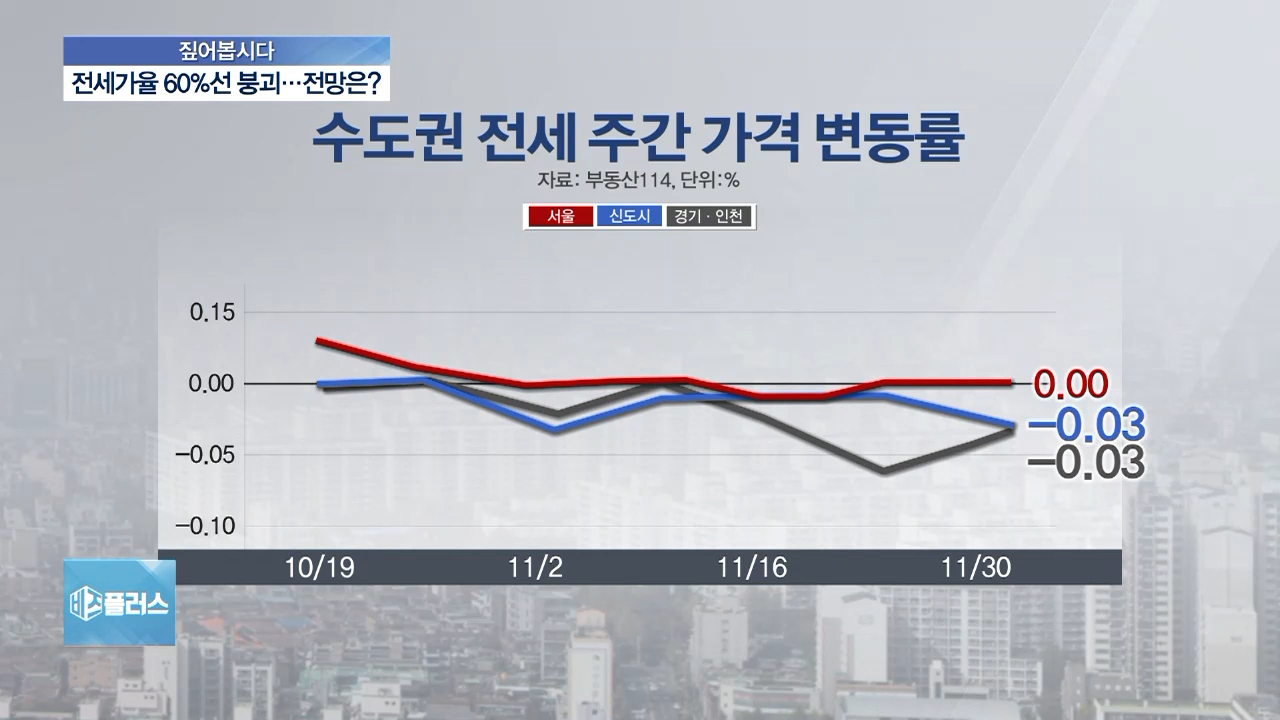 짚어봅시다
전세가율 60%선 붕괴…전망은?
수도권 전세 주간 가격 변동률
자료: 부동산114, 단위:%
서울 신도시 경기·인천
0.15
0.00
-0.05
-0.10
0.00
-0.03
-0.03
10/19 11/2 11/16 11/30
플러스